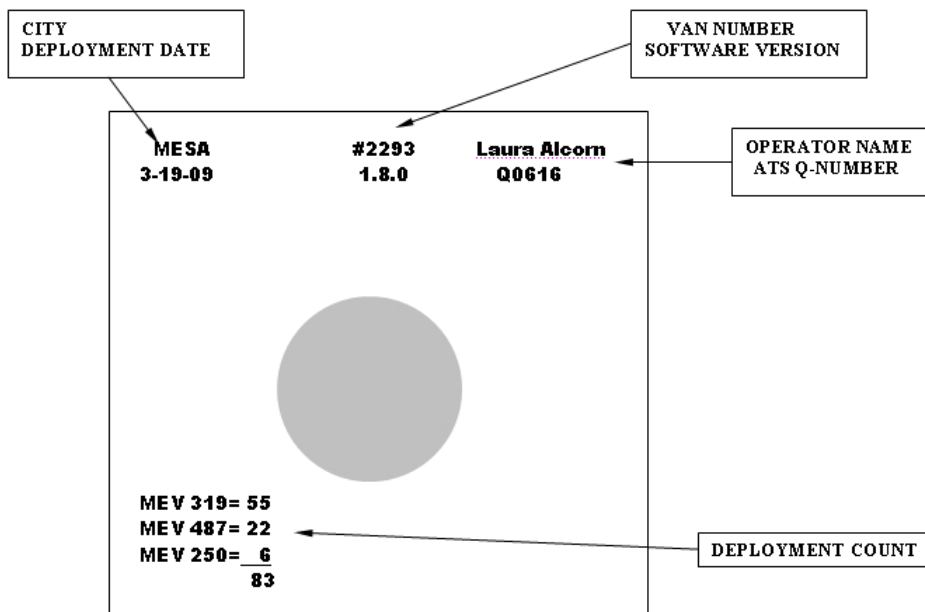 CITY
DEPLOYMENT DATE
VAN NUMBER
SOFTWARE VERSION
OPERATOR NAME
ATS Q-NUMBER
MESA
3-19-09
#2293
1.8.0
Laura Alcorn
Q0616
MEV 319= 55
MEV 487= 22
MEV 250= 6
83
DEPLOYMENT COUNT